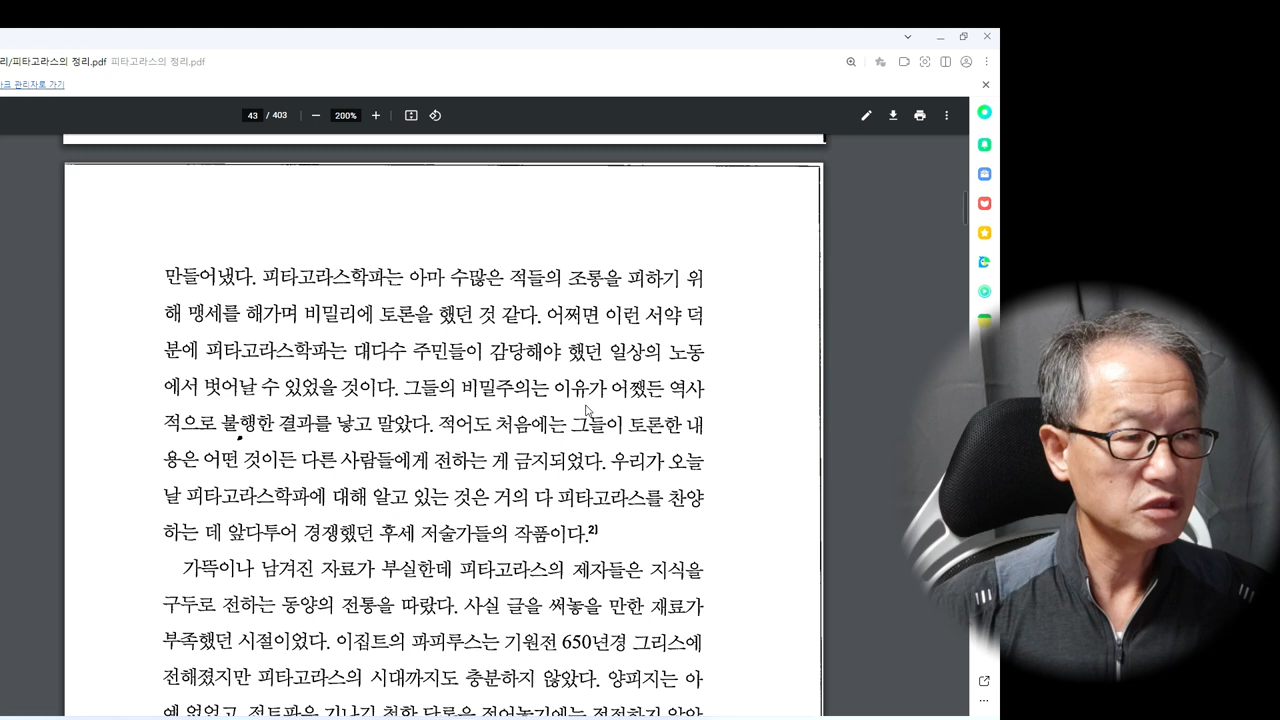 리/피타고라스의 정리.pdf 피타고라스의 정리.pdf
마크 관리자로 가기
43 / 403 200%
만들어냈다. 피타고라스학파는 아마 수많은 적들의 조롱을 피하기 위
해 맹세를 해가며 비밀리에 토론을 했던 것 같다. 어쩌면 이런 서약 덕
분에 피타고라스학파는 대다수 주민들이 감당해야 했던 일상의 노동
에서 벗어날 수 있었을 것이다. 그들의 비밀주의는 이유가 어쨌든 역사
적으로 불행한 결과를 낳고 말았다. 적어도 처음에는 그들이 토론한 내
용은 어떤 것이든 다른 사람들에게 전하는 게 금지되었다. 우리가 오늘
날 피타고라스학파에 대해 알고 있는 것은 거의 다 피타고라스를 찬양
하는 데 앞다투어 경쟁했던 후세 저술가들의 작품이다.2)
가뜩이나 남겨진 자료가 부실한데 피타고라스의 제자들은 지식을
구두로 전하는 동양의 전통을 따랐다. 사실 글을 써놓을 만한 재료가
부족했던 시절이었다. 이집트의 파피루스는 기원전 650년경 그리스에
전해졌지만 피타고라스의 시대까지도 충분하지 않았다. 양피지는 아